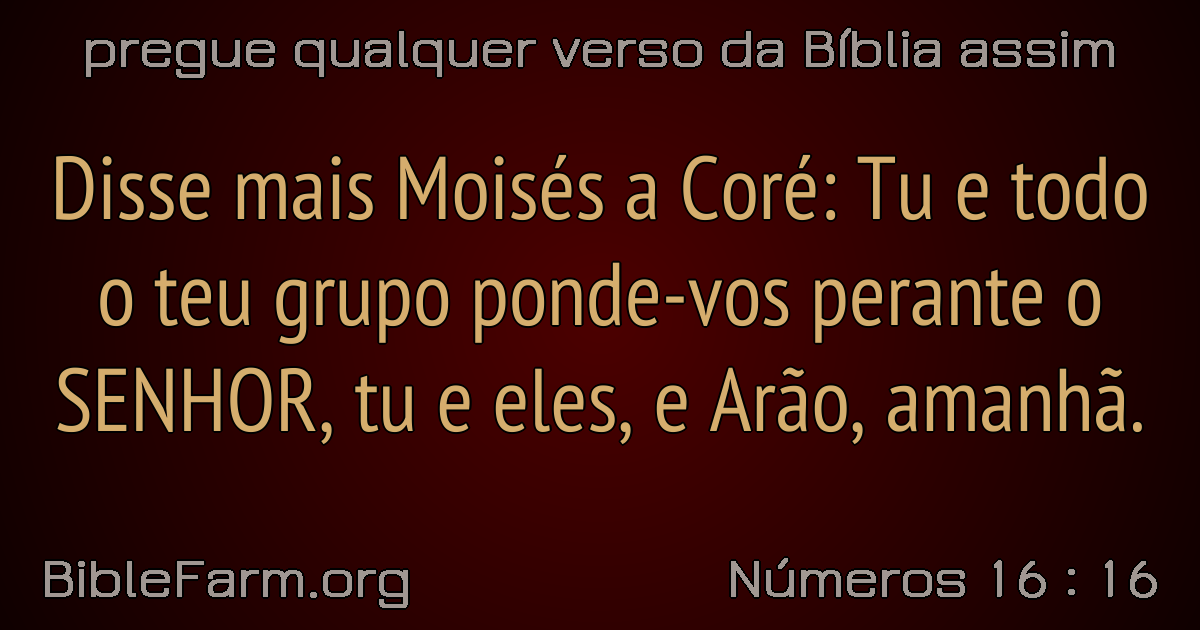 pregue qualquer verso da Bíblia assim
Disse mais Moisés a Coré: Tu e todo
o teu grupo ponde-vos perante o
SENHOR, tu e eles, e Arão, amanhã.
BibleFarm.org
Números 16 : 16